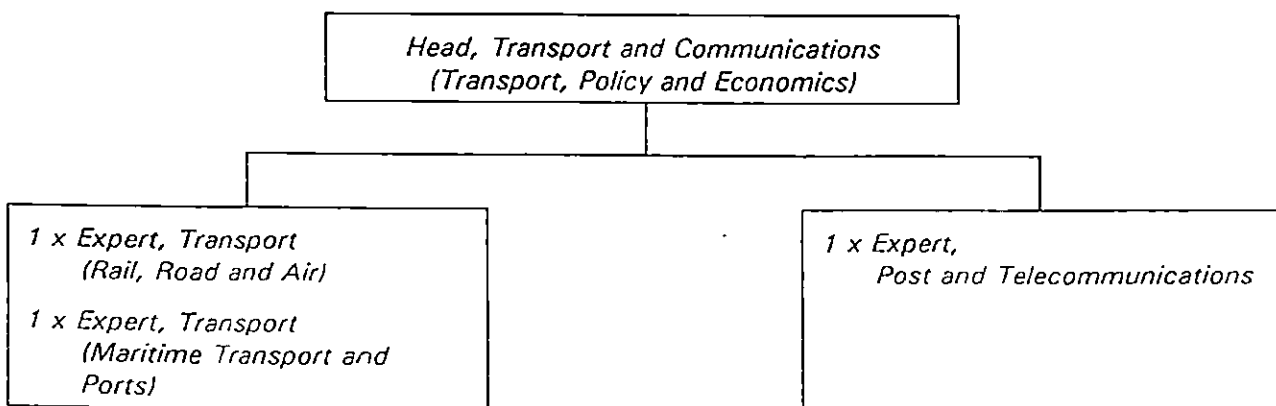 Head, Transport and Communications
(Transport, Policy and Economics)
1 x Expert, Transport
(Rail, Road and Air)
1 x Expert, Transport
(Maritime Transport and
Ports)
1 x Expert,
Post and Telecommunications